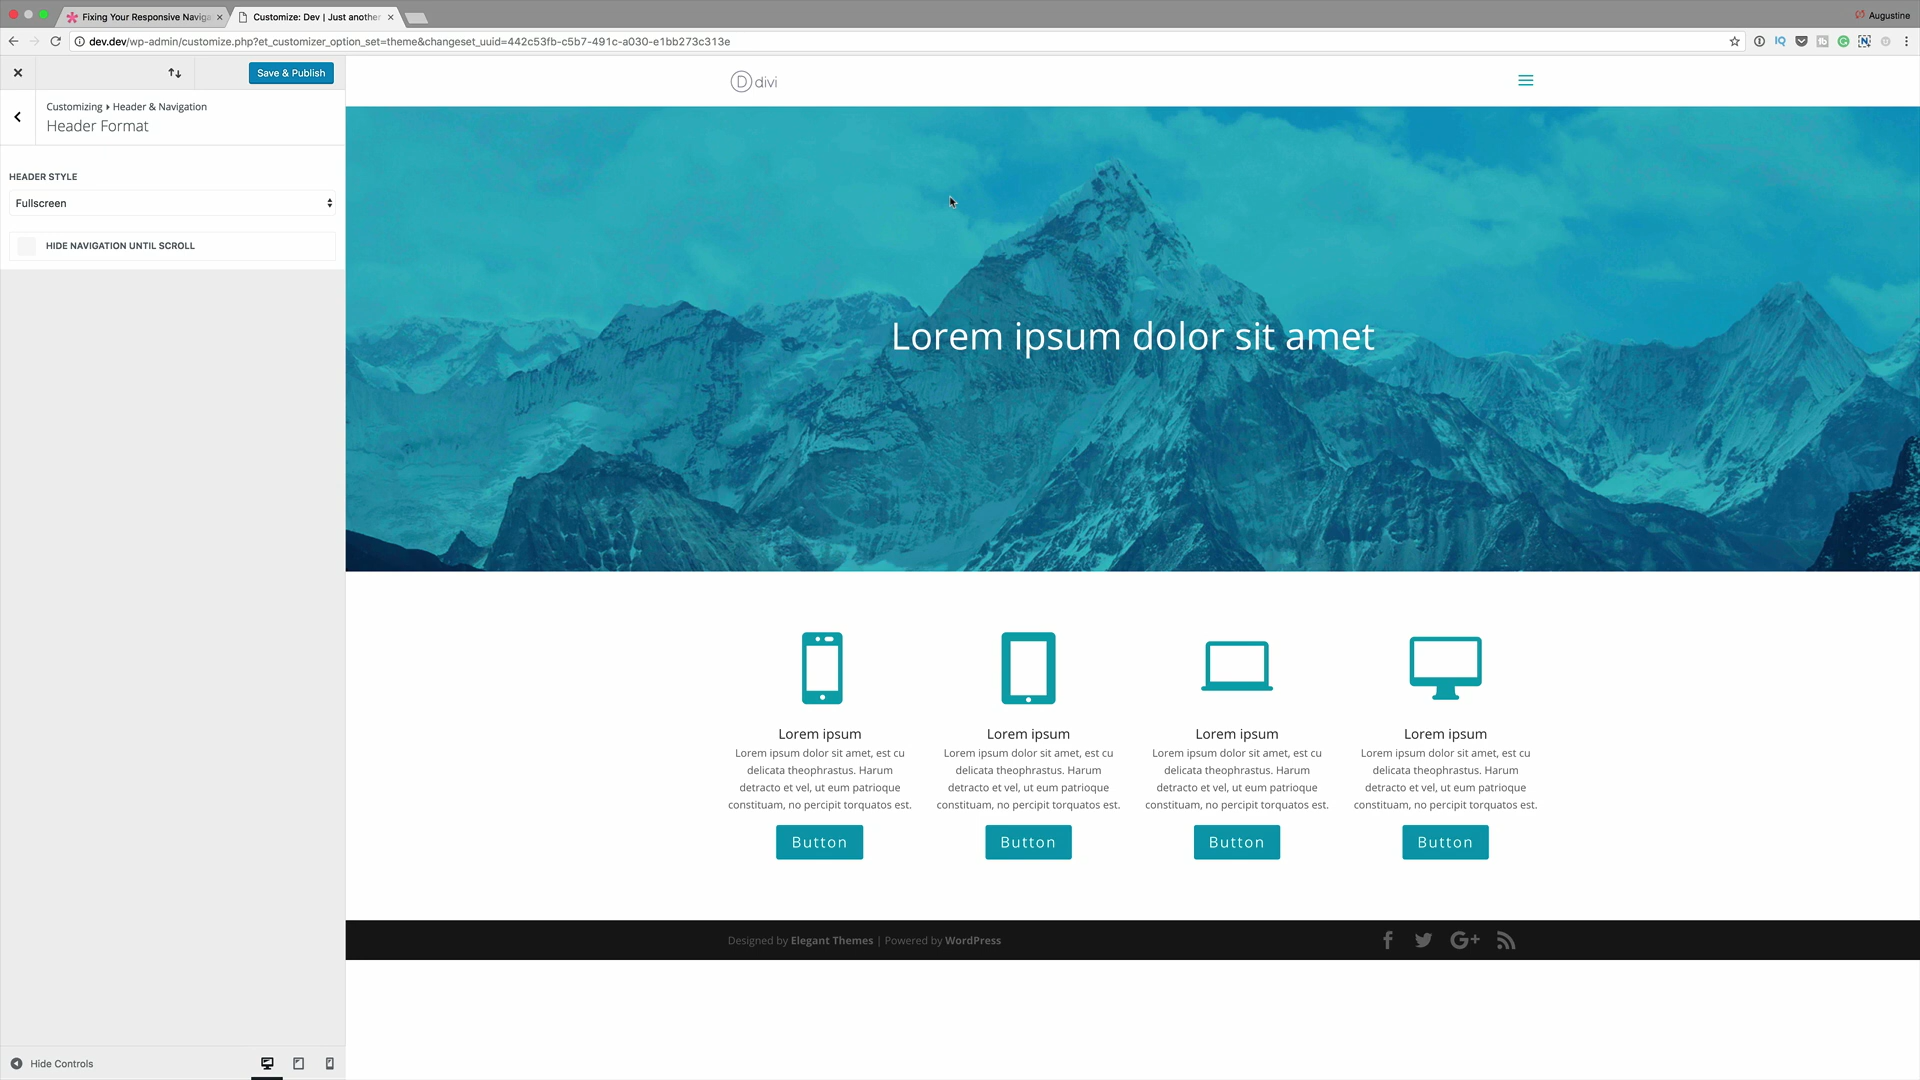 Fixing Your Responsive Naviga
Customize: Dev | Just another
Augustine
dev.dev/wp-admin/customize.php?et_customizer_option_set=theme&changeset_uuid=442c53fb-c5b7-491c-a030-e1bb273c313e
IQ
Save & Publish
Customizing ▸ Header & Navigation
Header Format
HEADER STYLE
Fullscreen
HIDE NAVIGATION UNTIL SCROLL
Hide Controls
D divi
Lorem ipsum dolor sit amet
Lorem ipsum
Lorem ipsum dolor sit amet, est cu
delicata theophrastus. Harum
detracto et vel, ut eum patrioque
constituam, no percipit torquatos est.
Button
Lorem ipsum
Lorem ipsum dolor sit amet, est cu
delicata theophrastus. Harum
detracto et vel, ut eum patrioque
constituam, no percipit torquatos est.
Button
Lorem ipsum
Lorem ipsum dolor sit amet, est cu
delicata theophrastus. Harum
detracto et vel, ut eum patrioque
constituam, no percipit torquatos est.
Button
Lorem ipsum
Lorem ipsum dolor sit amet, est cu
delicata theophrastus. Harum
detracto et vel, ut eum patrioque
constituam, no percipit torquatos est.
Button
Designed by Elegant Themes | Powered by WordPress
G+